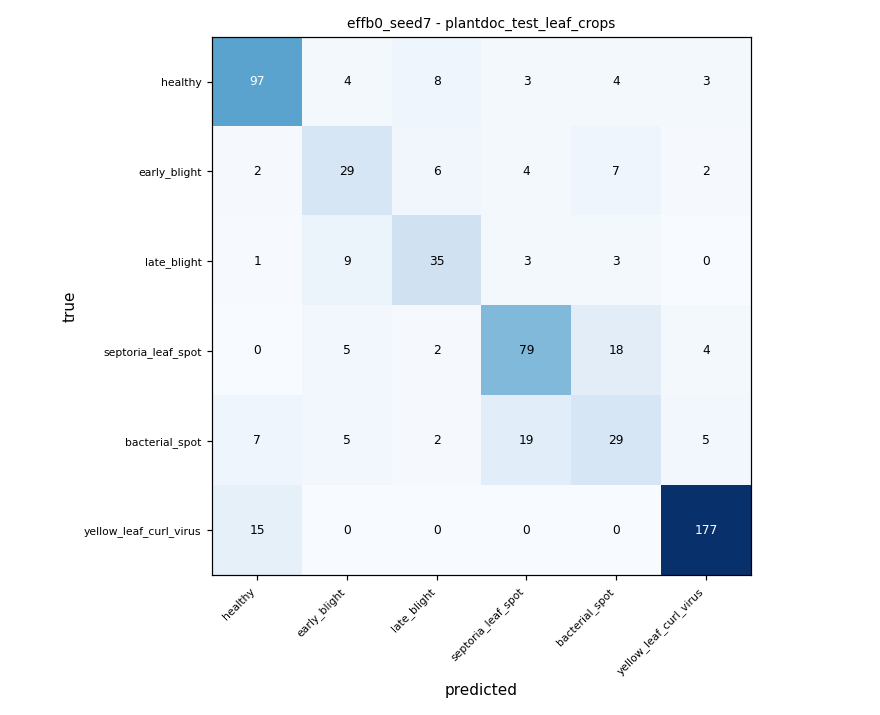 effb0_seed7 - plantdoc_test_leaf_crops
true
healthy 97 4 8 3 4 3
early_blight 2 29 6 4 7 2
late_blight 1 9 35 3 3 0
septoria_leaf_spot 0 5 2 79 18 4
bacterial_spot 7 5 2 19 29 5
yellow_leaf_curl_virus 15 0 0 0 0 177
healthy early_blight late_blight septoria_leaf_spot bacterial_spot yellow_leaf_curl_virus
predicted